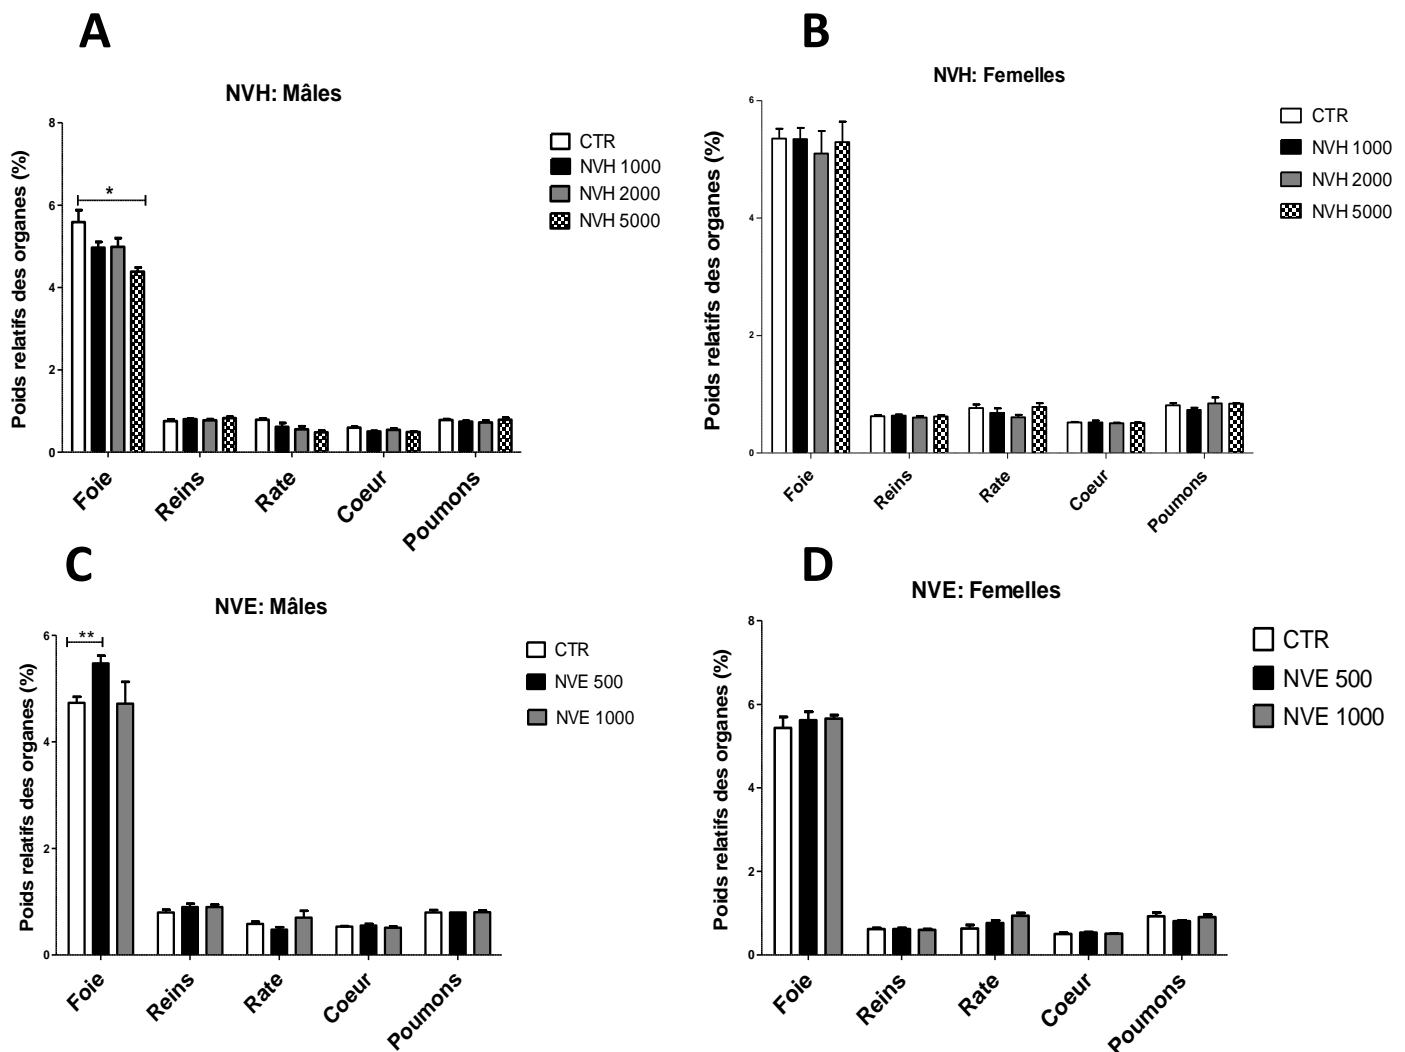 A
NVH: Mâles
Poids relatifs des organes (%)
8
6
4
2
0
*
CTR
NVH 1000
NVH 2000
NVH 5000
Foie
Reins
Rate
Coeur
Poumons
B
NVH: Femelles
Poids relatifs des organes (%)
6
4
2
0
CTR
NVH 1000
NVH 2000
NVH 5000
Foie
Reins
Rate
Coeur
Poumons
C
NVE: Mâles
Poids relatifs des organes (%)
6
4
2
0
**
CTR
NVE 500
NVE 1000
Foie
Reins
Rate
Coeur
Poumons
D
NVE: Femelles
Poids relatifs des organes (%)
8
6
4
2
0
CTR
NVE 500
NVE 1000
Foie
Reins
Rate
Coeur
Poumons